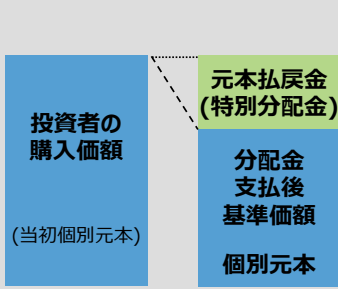 投資者の
購入価額
(当初個別元本)
元本払戻金
(特別分配金)
分配金
支払後
基準価額
個別元本